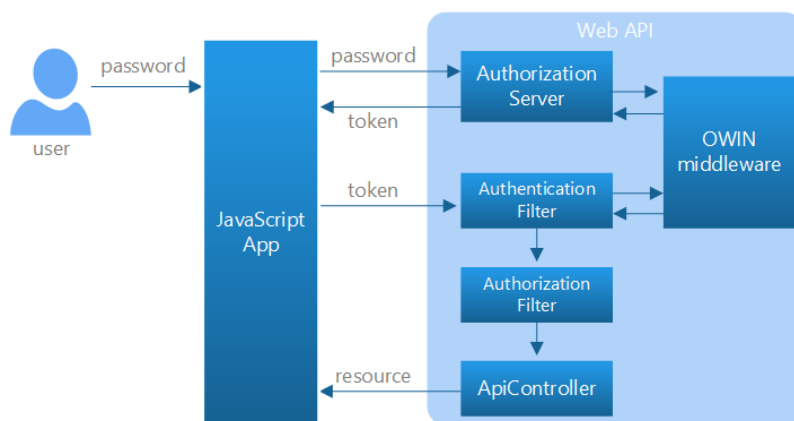 Web API
password
password
Authorization
Server
token
user
OWIN
middleware
token
Authentication
Filter
JavaScript
App
Authorization
Filter
resource
ApiController